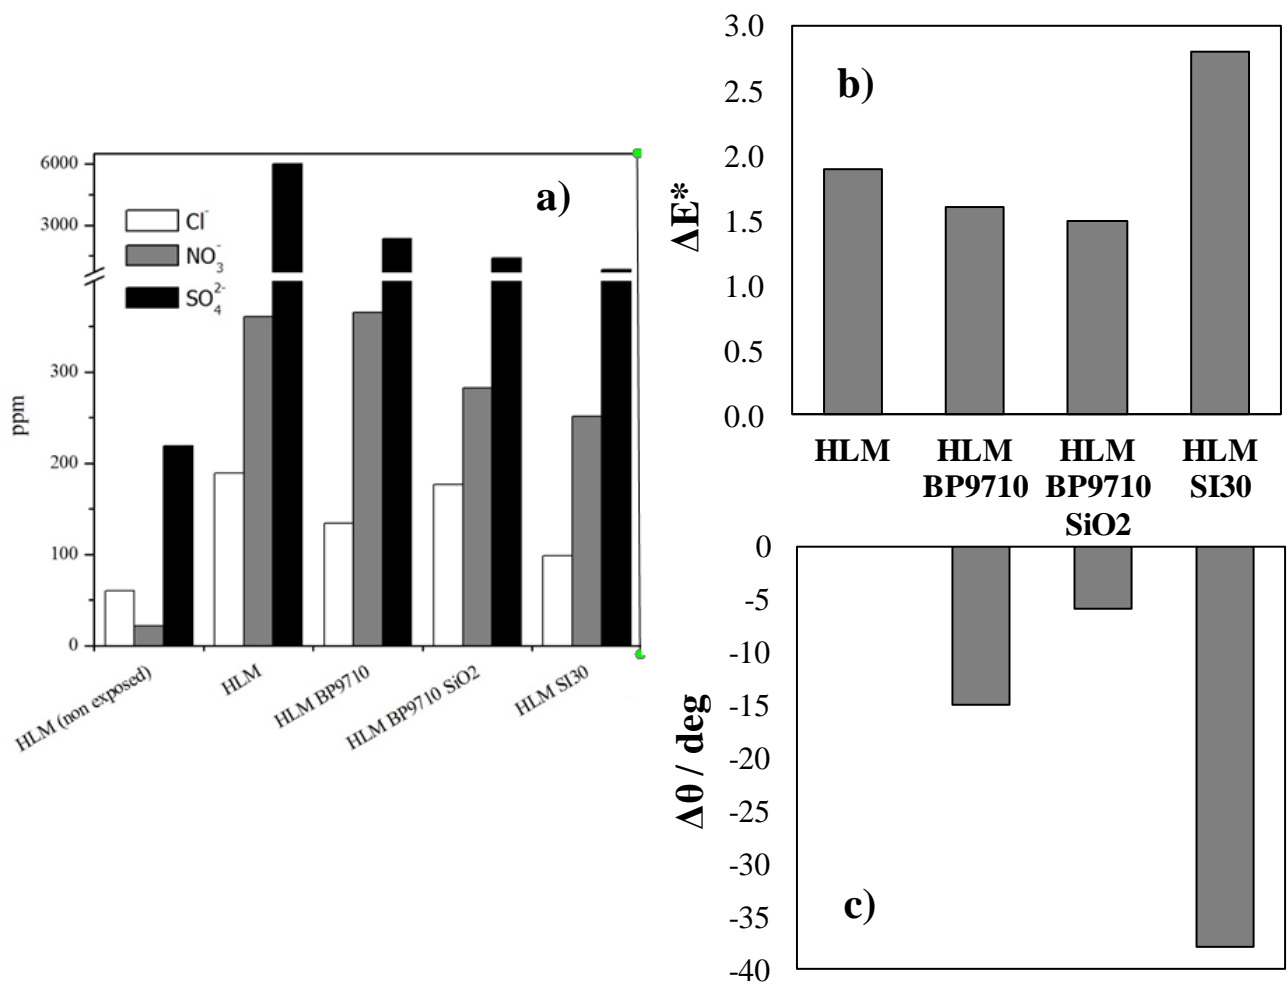 a)
6000
3000
300
200
100
0
ppm
Cl⁻
NO₃⁻
SO₄²⁻
HLM (non exposed)
HLM
HLM BP9710
HLM BP9710 SiO2
HLM SI30
b)
3.0
2.5
2.0
1.5
1.0
0.5
0.0
ΔE*
HLM HLM HLM HLM
BP9710 BP9710 SI30
SiO2
0
-5
-10
-15
-20
-25
-30
-35
-40
Δθ / deg
c)